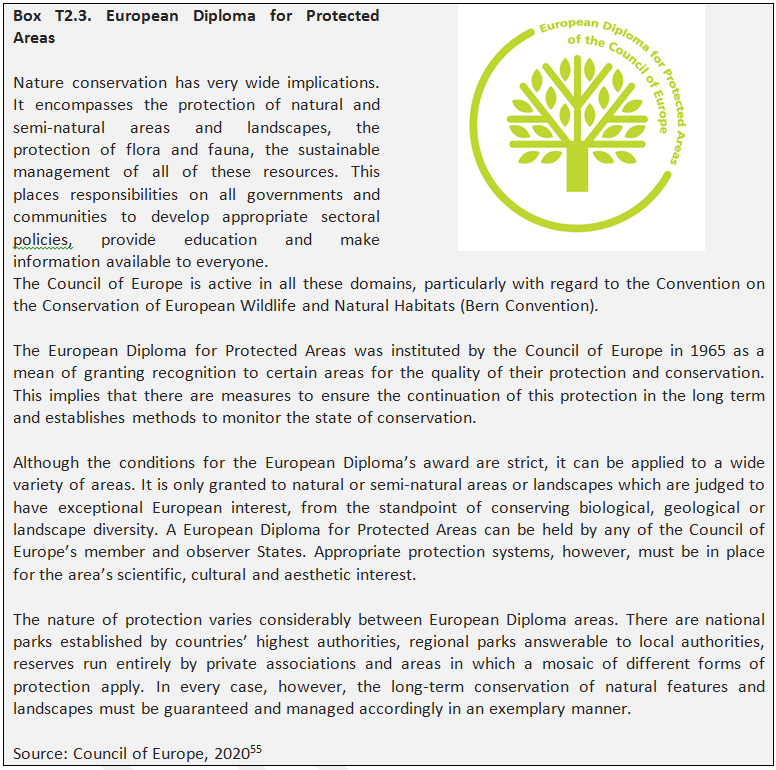 Box T2.3. European Diploma for Protected
Areas
European Diploma for Protected Areas
of the Council of Europe
Nature conservation has very wide implications.
It encompasses the protection of natural and
semi-natural areas and landscapes, the
protection of flora and fauna, the sustainable
management of all of these resources. This
places responsibilities on all governments and
communities to develop appropriate sectoral
policies, provide education and make
information available to everyone.
The Council of Europe is active in all these domains, particularly with regard to the Convention on
the Conservation of European Wildlife and Natural Habitats (Bern Convention).
The European Diploma for Protected Areas was instituted by the Council of Europe in 1965 as a
mean of granting recognition to certain areas for the quality of their protection and conservation.
This implies that there are measures to ensure the continuation of this protection in the long term
and establishes methods to monitor the state of conservation.
Although the conditions for the European Diploma’s award are strict, it can be applied to a wide
variety of areas. It is only granted to natural or semi-natural areas or landscapes which are judged to
have exceptional European interest, from the standpoint of conserving biological, geological or
landscape diversity. A European Diploma for Protected Areas can be held by any of the Council of
Europe’s member and observer States. Appropriate protection systems, however, must be in place
for the area’s scientific, cultural and aesthetic interest.
The nature of protection varies considerably between European Diploma areas. There are national
parks established by countries’ highest authorities, regional parks answerable to local authorities,
reserves run entirely by private associations and areas in which a mosaic of different forms of
protection apply. In every case, however, the long-term conservation of natural features and
landscapes must be guaranteed and managed accordingly in an exemplary manner.
Source: Council of Europe, 2020⁵⁵